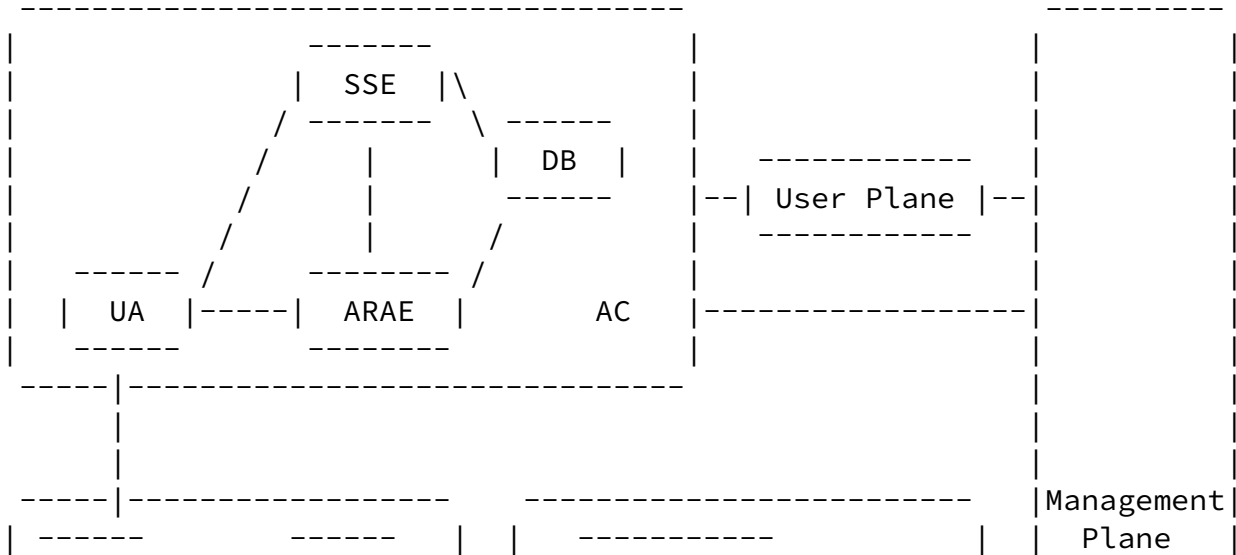 SSE
DB
User Plane
UA ARAE AC
Management
Plane